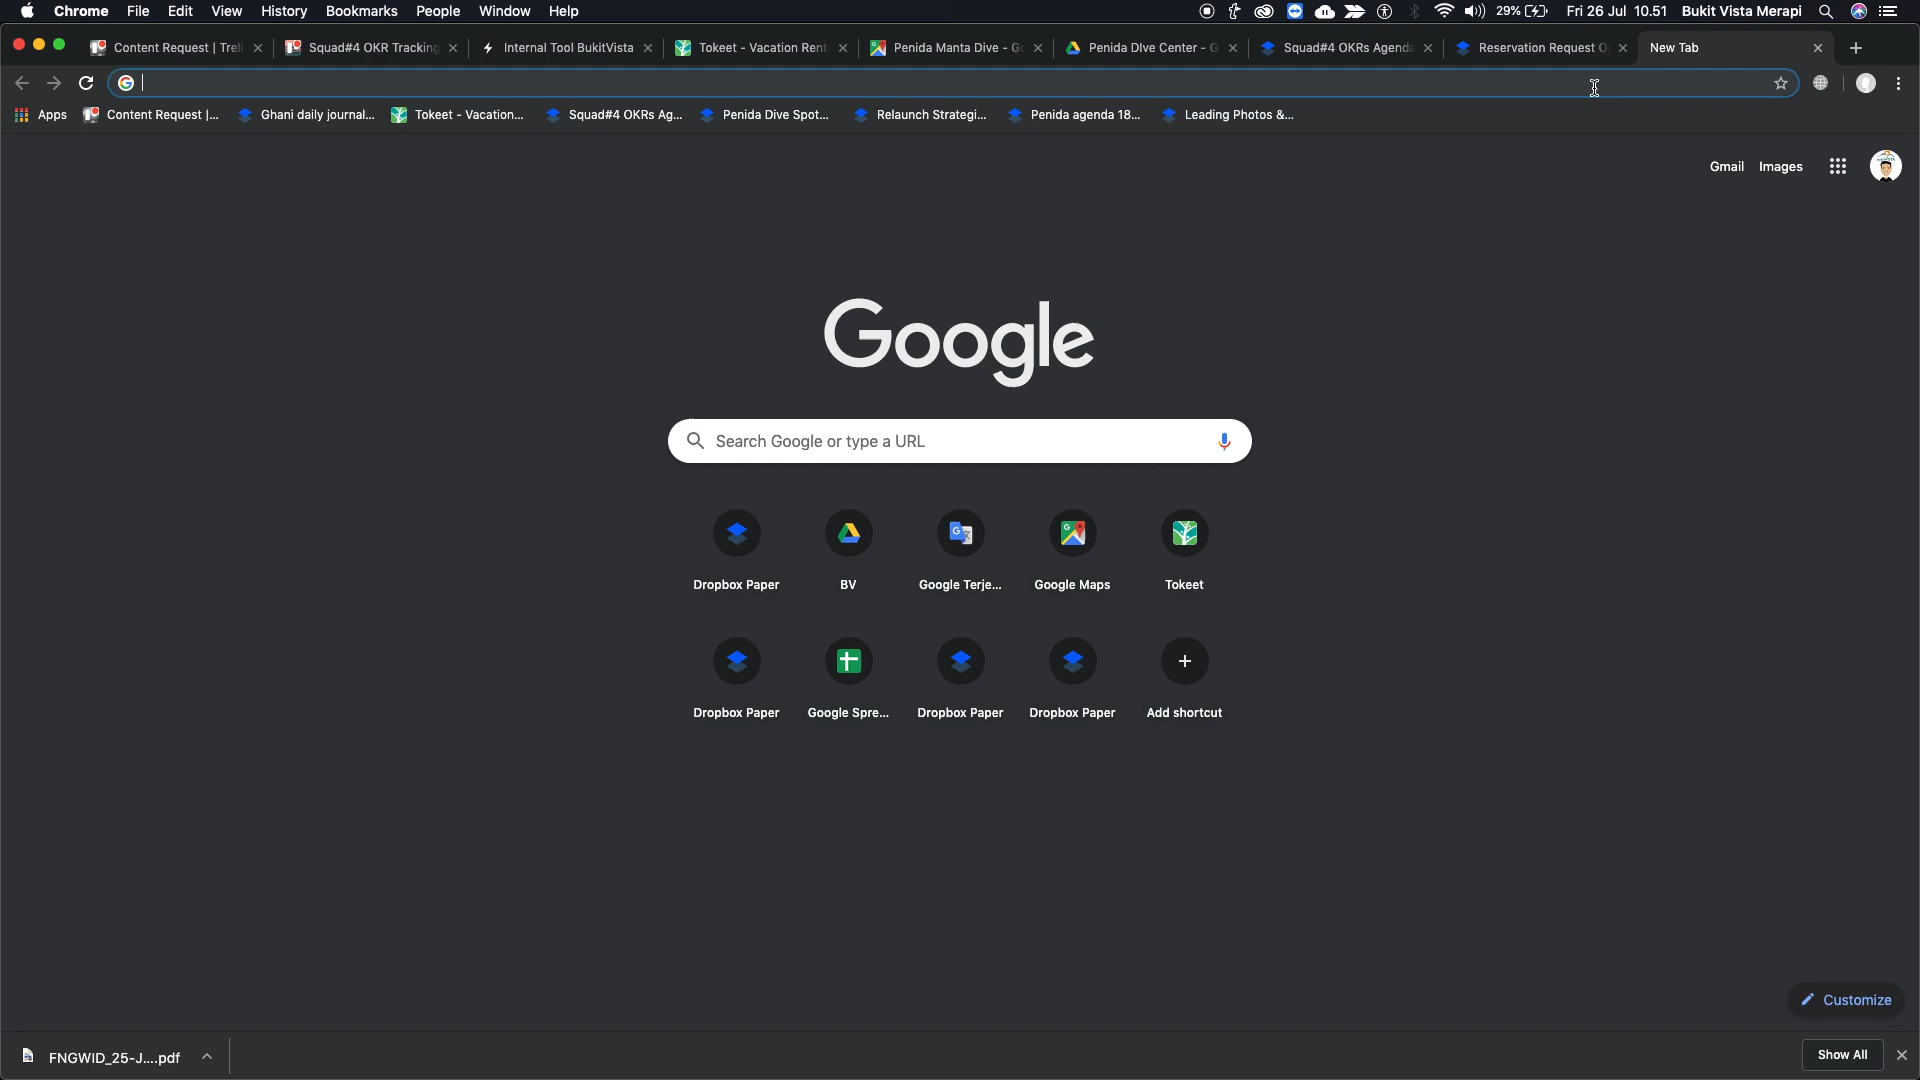 Chrome File Edit View History Bookmarks People Window Help 29% Fri 26 Jul 10.51 Bukit Vista Merapi
Content Request | Trell Squad#4 OKR Tracking Internal Tool BukitVista Tokeet - Vacation Rent Penida Manta Dive - Go Penida DIve Center - G Squad#4 OKRs Agenda Reservation Request O New Tab
Apps Content Request |... Ghani daily journal... Tokeet - Vacation... Squad#4 OKRs Ag... Penida Dive Spot... Relaunch Strategi... Penida agenda 18... Leading Photos &...
Gmail Images
Google
Search Google or type a URL
Dropbox Paper BV Google Terje... Google Maps Tokeet
Dropbox Paper Google Spre... Dropbox Paper Dropbox Paper Add shortcut
Customize
FNGWID_25-J....pdf Show All